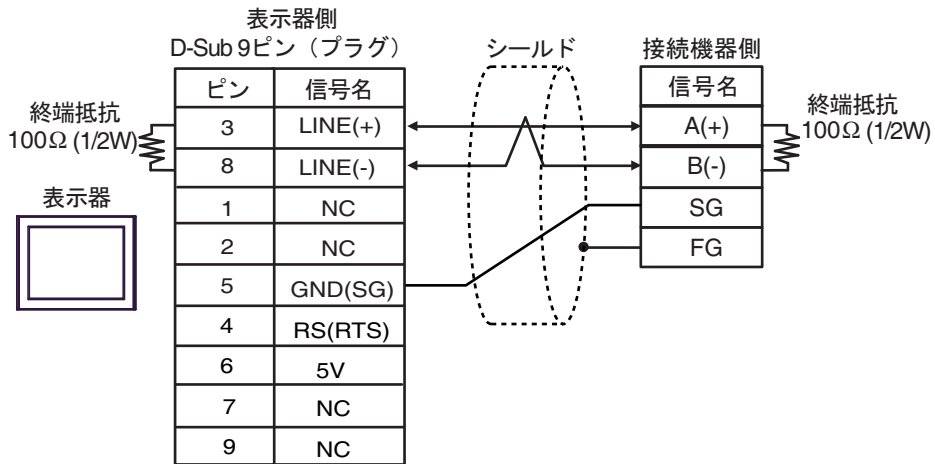 表示器側
D-Sub 9ピン（プラグ）
シールド
接続機器側
ピン 信号名
信号名
終端抵抗
100Ω (1/2W)
3 LINE(+)
A(+)
終端抵抗
100Ω (1/2W)
8 LINE(-)
B(-)
表示器
1 NC
SG
2 NC
FG
5 GND(SG)
4 RS(RTS)
6 5V
7 NC
9 NC